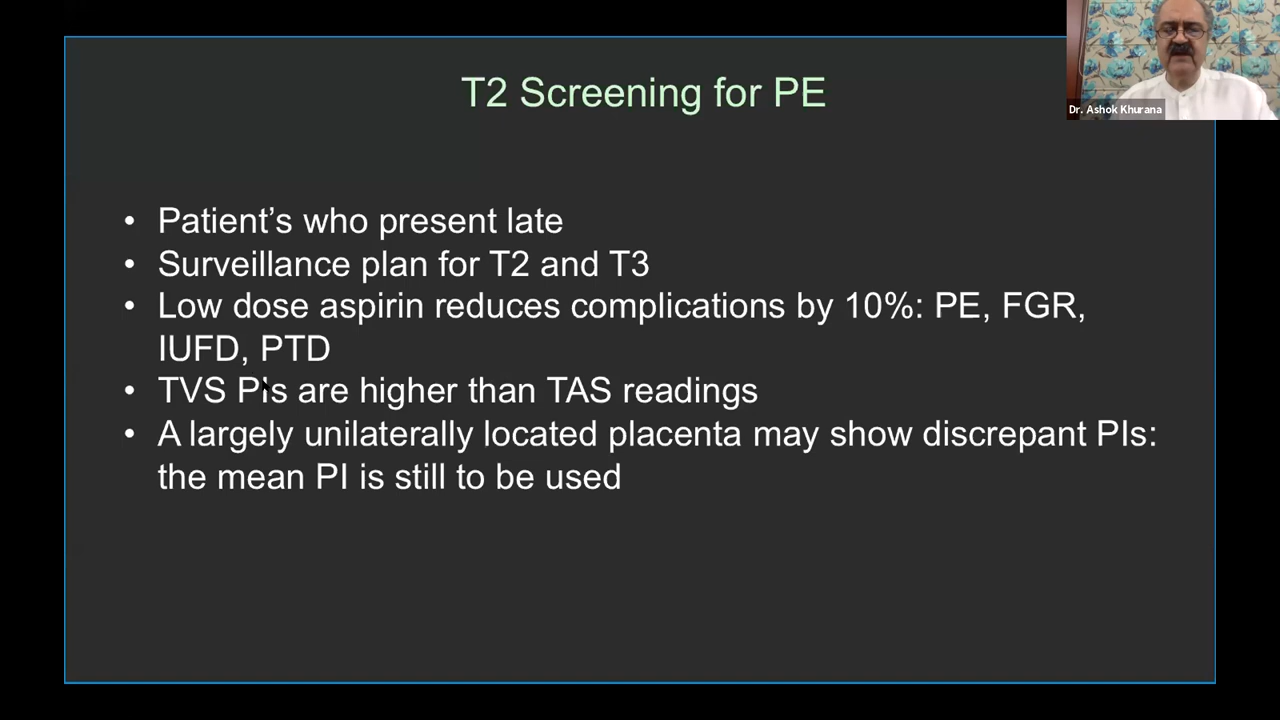 T2 Screening for PE
Dr. Ashok Khurana
• Patient's who present late
• Surveillance plan for T2 and T3
• Low dose aspirin reduces complications by 10%: PE, FGR,
IUFD, PTD
• TVS PIs are higher than TAS readings
• A largely unilaterally located placenta may show discrepant PIs:
the mean PI is still to be used